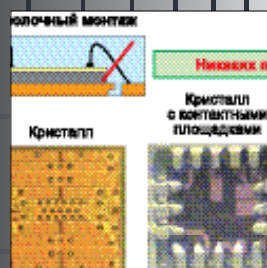 олочный монтаж
Никаких п
Кристалл
с контактными
площадками
Кристалл